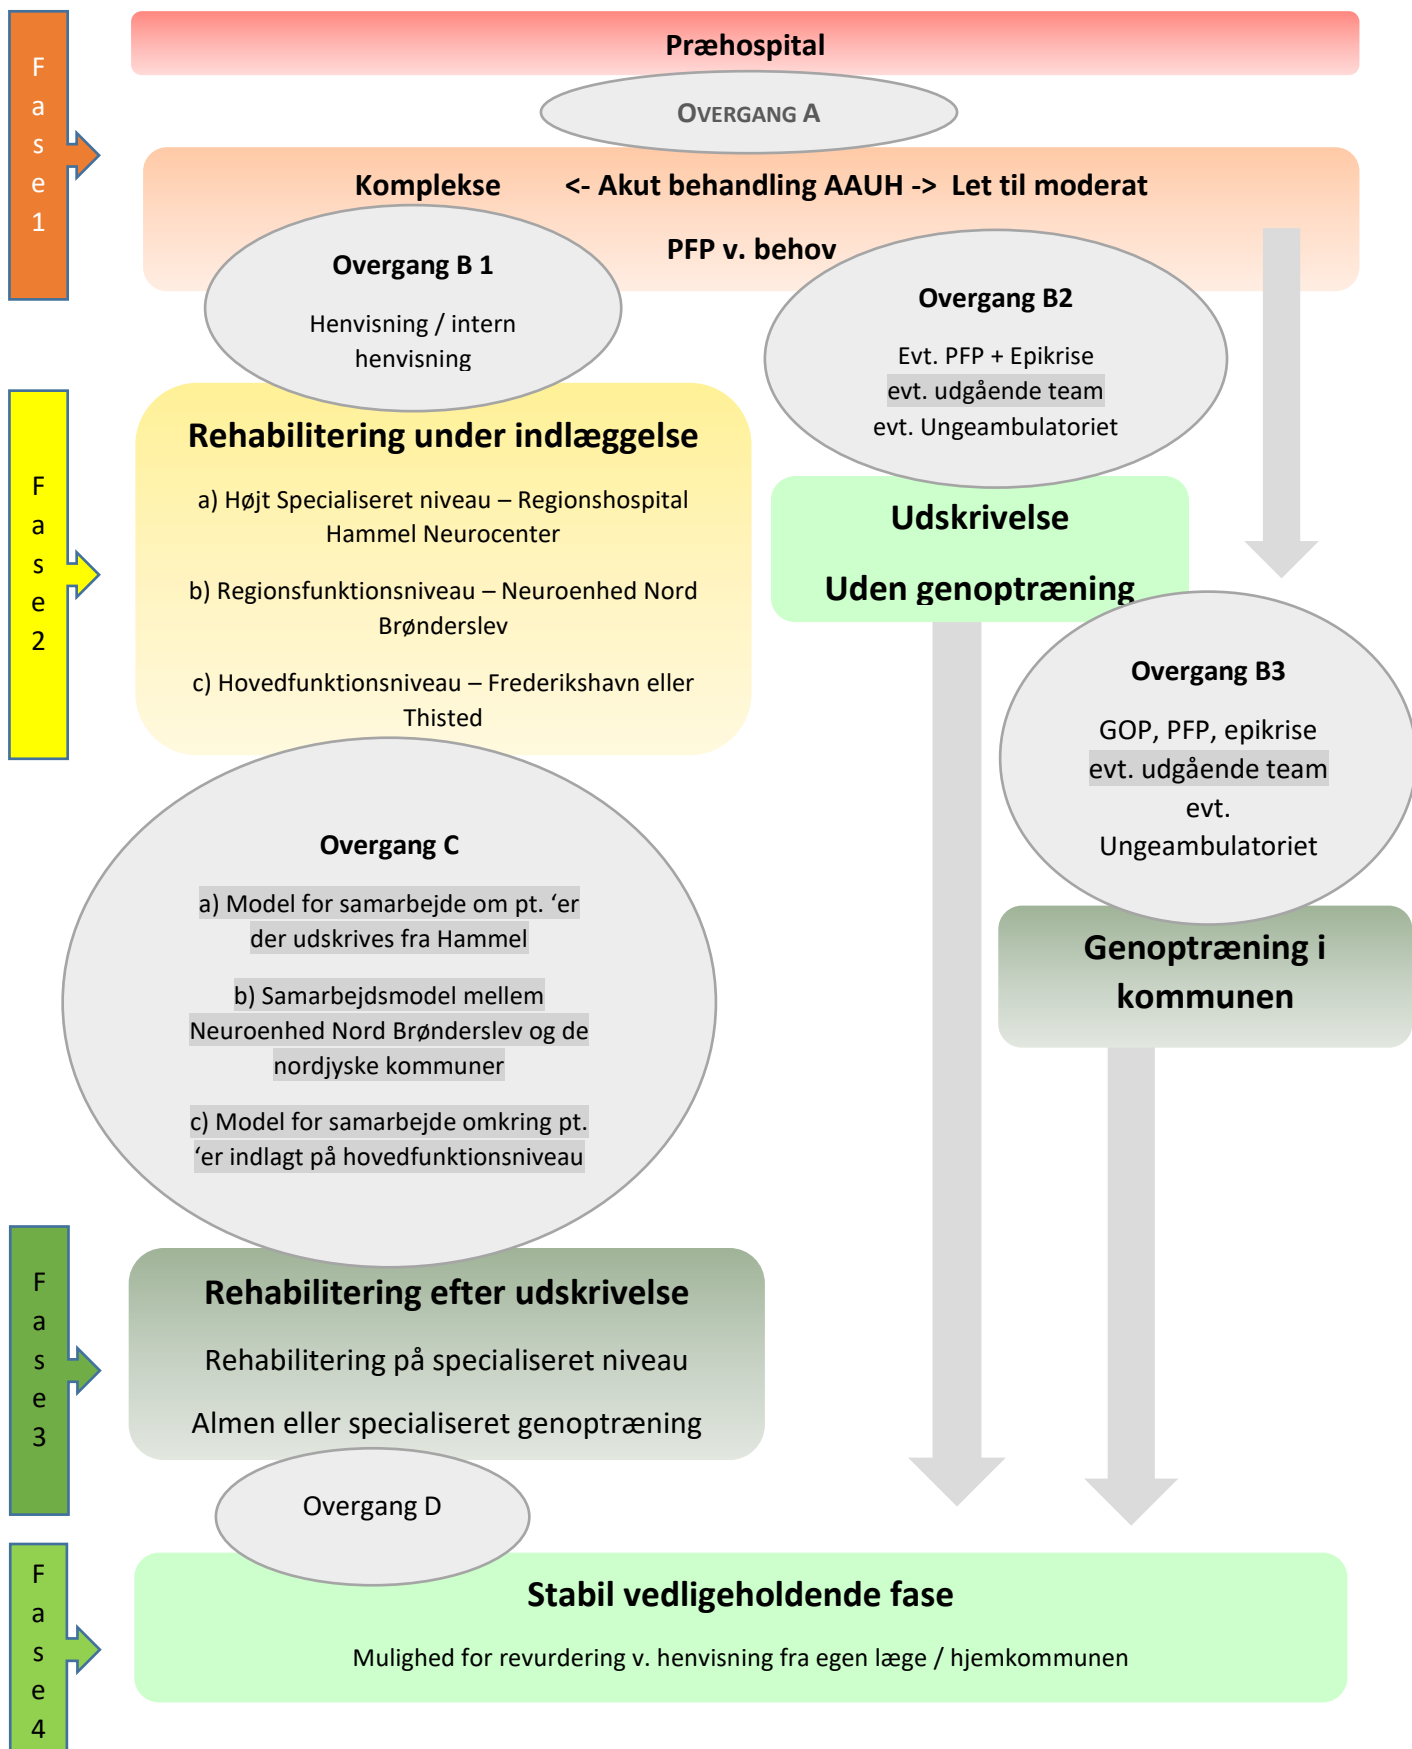 Præhospital
OVERGANG A
Fase 1
Komplekse <- Akut behandling AAUH -> Let til moderat
PFP v. behov
Overgang B 1
Henvisning / intern
henvisning
Overgang B2
Evt. PFP + Epikrise
evt. udgående team
evt. Ungeambulatoriet
Fase 2
Rehabilitering under indlæggelse
a) Højt Specialiseret niveau – Regionshospital
Hammel Neurocenter
b) Regionsfunktionsniveau – Neuroenhed Nord
Brønderslev
c) Hovedfunktionsniveau – Frederikshavn eller
Thisted
Udskrivelse
Uden genoptræning
Overgang B3
GOP, PFP, epikrise
evt. udgående team
evt.
Ungeambulatoriet
Genoptræning i
kommunen
Overgang C
a) Model for samarbejde om pt. ‘er
der udskrives fra Hammel
b) Samarbejdsmodel mellem
Neuroenhed Nord Brønderslev og de
nordjyske kommuner
c) Model for samarbejde omkring pt.
‘er indlagt på hovedfunktionsniveau
Fase 3
Rehabilitering efter udskrivelse
Rehabilitering på specialiseret niveau
Almen eller specialiseret genoptræning
Overgang D
Fase 4
Stabil vedligeholdende fase
Mulighed for revurdering v. henvisning fra egen læge / hjemkommunen